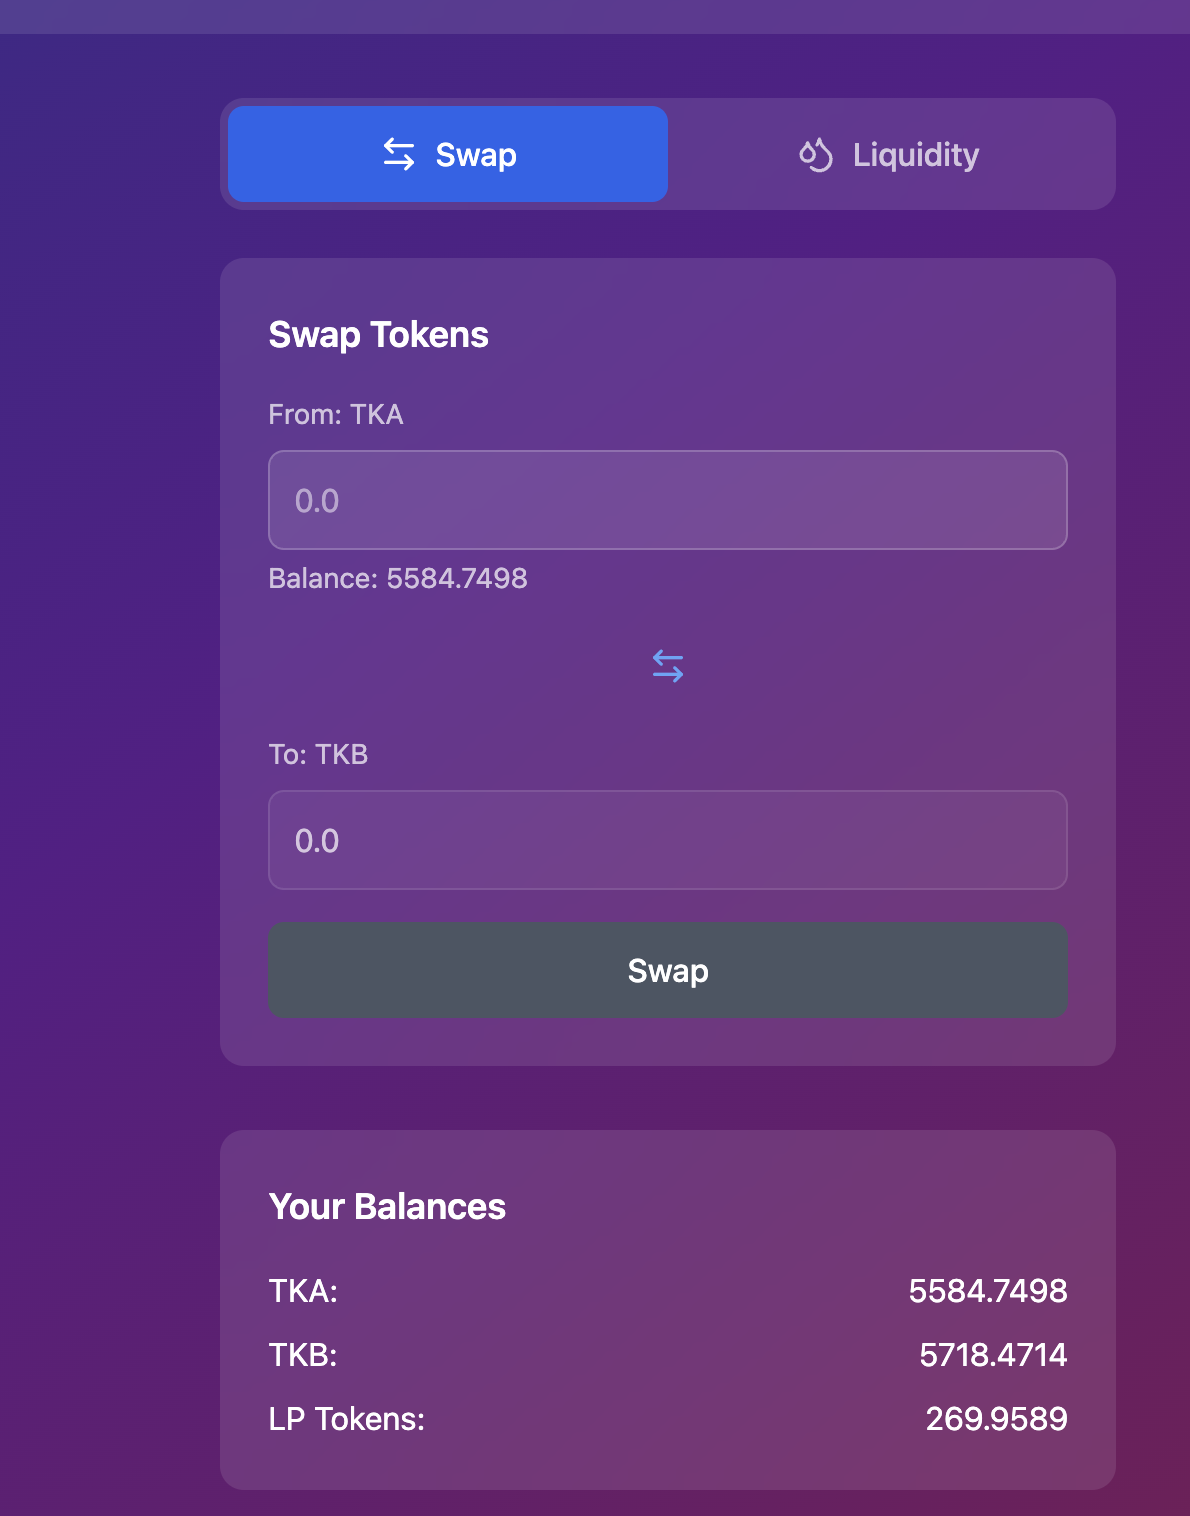 Swap
Liquidity
Swap Tokens
From: TKA
0.0
Balance: 5584.7498
To: TKB
0.0
Swap
Your Balances
TKA: 5584.7498
TKB: 5718.4714
LP Tokens: 269.9589